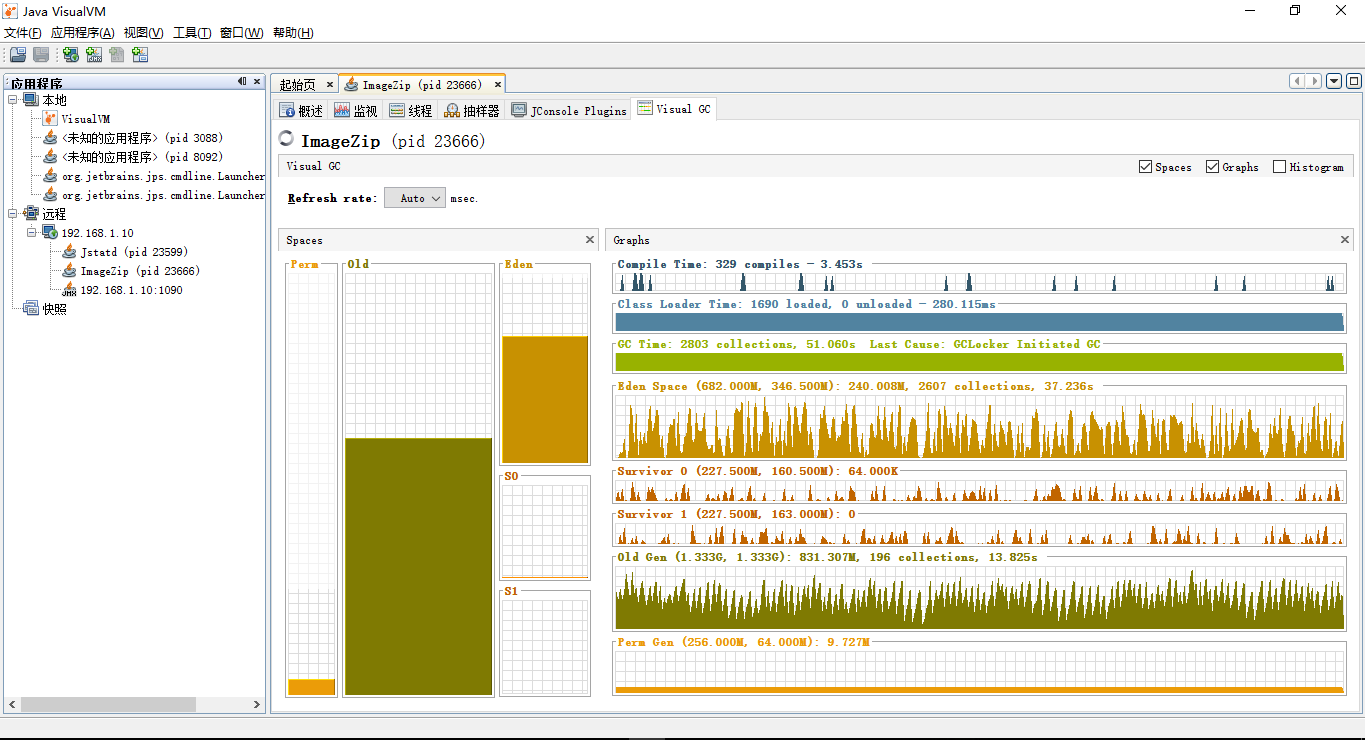 Java VisualVM
文件(F) 应用程序(A) 视图(V) 工具(T) 窗口(W) 帮助(H)
应用程序
本地
VisualVM
<未知的应用程序> (pid 3088)
<未知的应用程序> (pid 8092)
org.jetbrains.jps.cmdline.Launcher
org.jetbrains.jps.cmdline.Launcher
远程
192.168.1.10
Jstatd (pid 23599)
ImageZip (pid 23666)
192.168.1.10:1090
快照
起始页 ImageZip (pid 23666)
概述 监视 线程 抽样器 JConsole Plugins Visual GC
ImageZip (pid 23666)
Visual GC Spaces Graphs Histogram
Refresh rate: Auto msec.
Spaces
Perm Old Eden
S0
S1
Graphs
Compile Time: 329 compiles - 3.453s
Class Loader Time: 1690 loaded, 0 unloaded - 280.115ms
GC Time: 2803 collections, 51.060s Last Cause: GCLocker Initiated GC
Eden Space (682.000M, 346.500M): 240.008M, 2607 collections, 37.236s
Survivor 0 (227.500M, 160.500M): 64.000K
Survivor 1 (227.500M, 163.000M): 0
Old Gen (1.333G, 1.333G): 831.307M, 196 collections, 13.825s
Perm Gen (256.000M, 64.000M): 9.727M